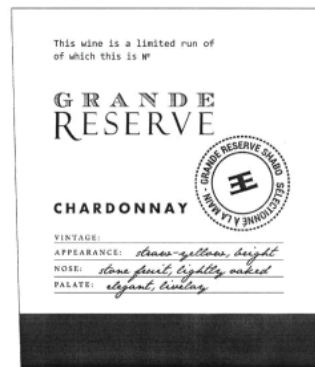 This wine is a limited run of
of which this is Nº
GRANDE
RESERVE
GRANDE RESERVE SHABO · SÉLECTIONNÉ À LA MAIN ·
CHARDONNAY
VINTAGE:
APPEARANCE: straw-yellow, bright
NOSE: stone fruit, lightly oaked
PALATE: elegant, livelay